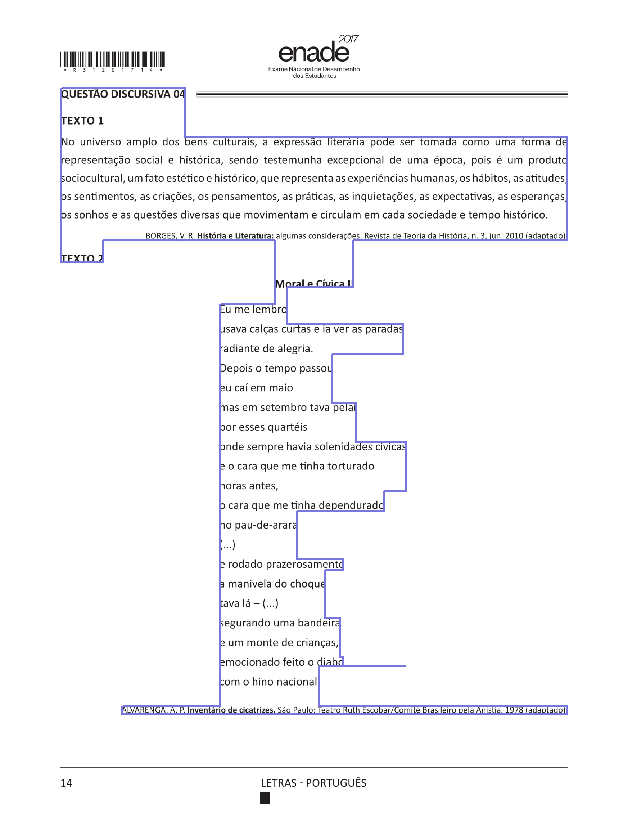 enade 2017
Exame Nacional de Desempenho
dos Estudantes
*R31201714*
QUESTÃO DISCURSIVA 04
TEXTO 1
No universo amplo dos bens culturais, a expressão literária pode ser tomada como uma forma de
representação social e histórica, sendo testemunha excepcional de uma época, pois é um produto
sociocultural, um fato estético e histórico, que representa as experiências humanas, os hábitos, as atitudes,
os sentimentos, as criações, os pensamentos, as práticas, as inquietações, as expectativas, as esperanças,
os sonhos e as questões diversas que movimentam e circulam em cada sociedade e tempo histórico.
BORGES, V. R. História e Literatura: algumas considerações. Revista de Teoria da História, n. 3, jun. 2010 (adaptado).
TEXTO 2
Moral e Cívica II
Eu me lembro
usava calças curtas e ia ver as paradas
radiante de alegria.
Depois o tempo passou
eu caí em maio
mas em setembro tava pelaí
por esses quartéis
onde sempre havia solenidades cívicas
e o cara que me tinha torturado
horas antes,
o cara que me tinha dependurado
no pau-de-arara
(...)
e rodado prazerosamente
a manivela do choque
tava lá – (...)
segurando uma bandeira
e um monte de crianças,
emocionado feito o diabo
com o hino nacional.
ALVARENGA, A. P. Inventário de cicatrizes. São Paulo: Teatro Ruth Escobar/Comitê Brasileiro pela Anistia, 1978 (adaptado).
14
LETRAS - PORTUGUÊS